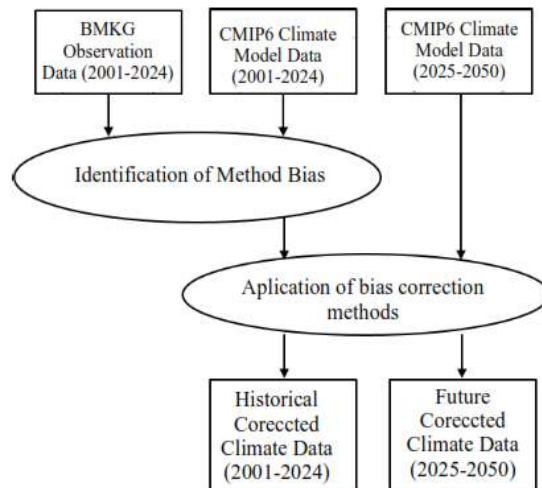 BMKG
Observation
Data (2001-2024)
CMIP6 Climate
Model Data
(2001-2024)
CMIP6 Climate
Model Data
(2025-2050)
Identification of Method Bias
Aplication of bias correction
methods
Historical
Coreccted
Climate Data
(2001-2024)
Future
Coreccted
Climate Data
(2025-2050)